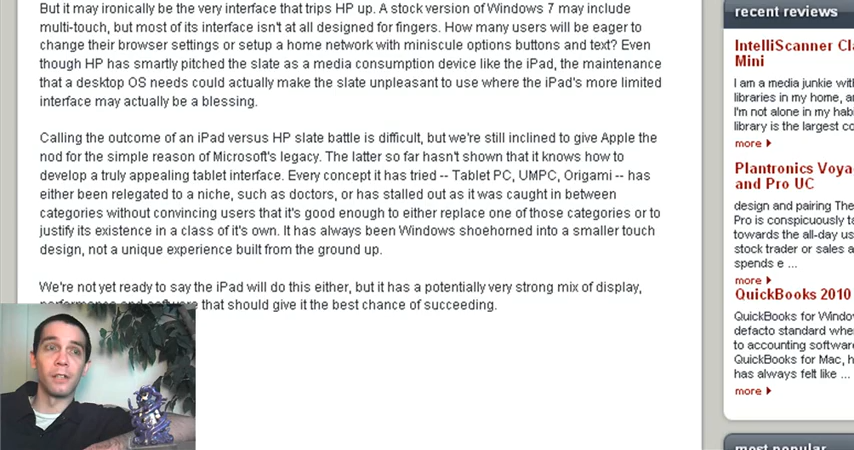 But it may ironically be the very interface that trips HP up. A stock version of Windows 7 may include
multi-touch, but most of its interface isn't at all designed for fingers. How many users will be eager to
change their browser settings or setup a home network with miniscule options buttons and text? Even
though HP has smartly pitched the slate as a media consumption device like the iPad, the maintenance
that a desktop OS needs could actually make the slate unpleasant to use where the iPad's more limited
interface may actually be a blessing.
Calling the outcome of an iPad versus HP slate battle is difficult, but we're still inclined to give Apple the
nod for the simple reason of Microsoft's legacy. The latter so far hasn't shown that it knows how to
develop a truly appealing tablet interface. Every concept it has tried -- Tablet PC, UMPC, Origami -- has
either been relegated to a niche, such as doctors, or has stalled out as it was caught in between
categories without convincing users that it's good enough to either replace one of those categories or to
justify its existence in a class of it's own. It has always been Windows shoehorned into a smaller touch
design, not a unique experience built from the ground up.
We're not yet ready to say the iPad will do this either, but it has a potentially very strong mix of display,
performance and software that should give it the best chance of succeeding.
recent reviews
IntelliScanner Cla
Mini
I am a media junkie with
libraries in my home, an
I'm not alone in my hab
library is the largest co
more
Plantronics Voya
and Pro UC
design and pairing The
Pro is conspicuously ta
towards the all-day us
stock trader or sales a
spends e ...
more
QuickBooks 2010
QuickBooks for Windo
defacto standard whe
to accounting software
QuickBooks for Mac, h
has always felt like ...
more
most popular